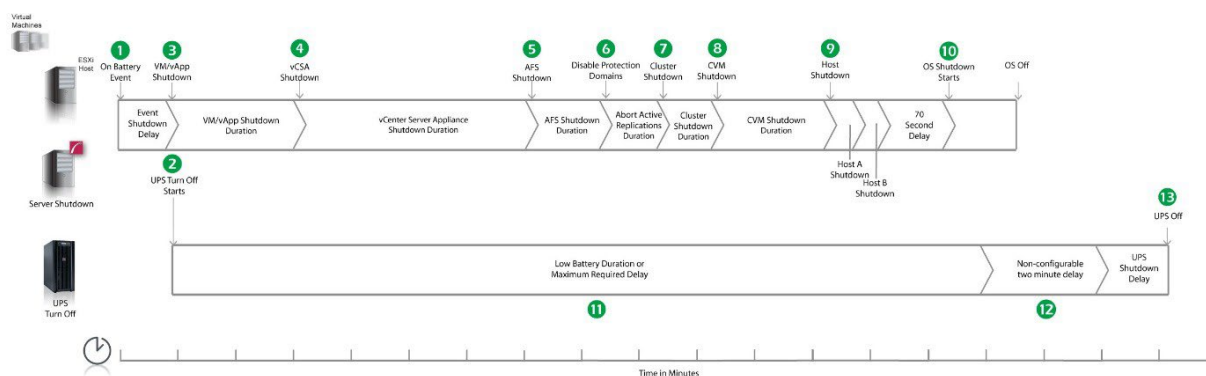 Virtual
Machines
ESXi
Host
1
On Battery
Event
3
VM/vApp
Shutdown
4
vCSA
Shutdown
5
AFS
Shutdown
6
Disable Protection
Domains
7
Cluster
Shutdown
8
CVM
Shutdown
9
Host
Shutdown
10
OS Shutdown
Starts
OS Off
Event
Shutdown
Delay
VM/vApp Shutdown
Duration
vCenter Server Appliance
Shutdown Duration
AFS Shutdown
Duration
Abort Active
Replications
Duration
Cluster
Shutdown
Duration
CVM Shutdown
Duration
70
Second
Delay
Host A
Shutdown
Host B
Shutdown
Server Shutdown
2
UPS Turn Off
Starts
13
UPS Off
Low Battery Duration or
Maximum Required Delay
Non-configurable
two minute delay
UPS
Shutdown
Delay
11
12
UPS
Turn Off
Time in Minutes